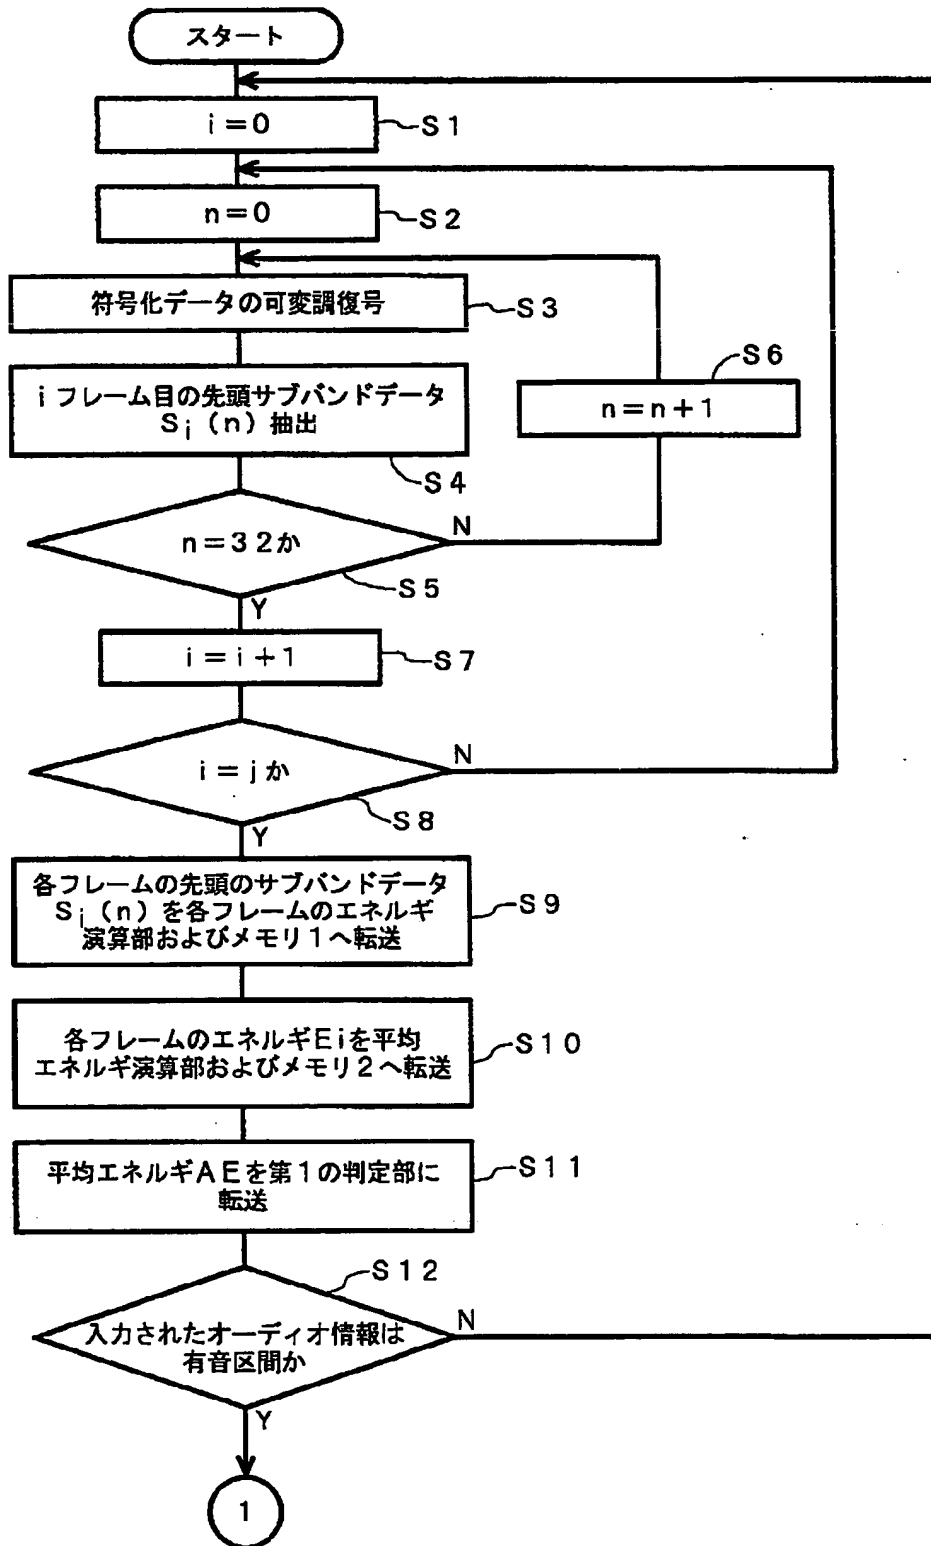 スタート
i=0
S1
n=0
S2
符号化データの可変調復号
S3
iフレーム目の先頭サブバンドデータ
Si(n)抽出
S4
S6
n=n+1
n=32か
N
S5
Y
i=i+1
S7
i=jか
N
S8
Y
各フレームの先頭のサブバンドデータ
Si(n)を各フレームのエネルギ
演算部およびメモリ1へ転送
S9
各フレームのエネルギEiを平均
エネルギ演算部およびメモリ2へ転送
S10
平均エネルギAEを第1の判定部に
転送
S11
S12
入力されたオーディオ情報は
有音区間か
N
Y
1